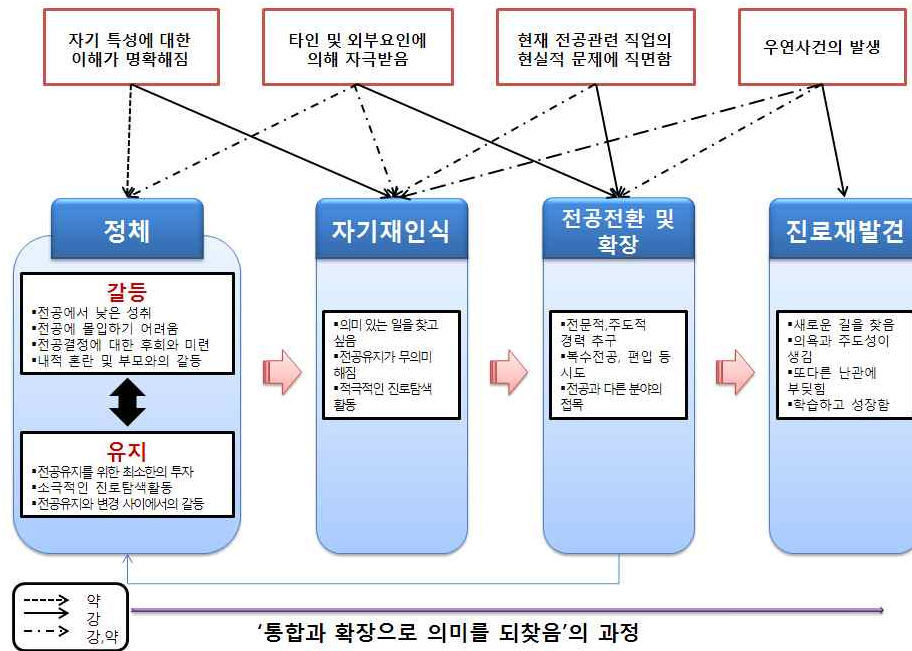 자기 특성에 대한
이해가 명확해짐
타인 및 외부요인에
의해 자극받음
현재 전공관련 직업의
현실적 문제에 직면함
우연사건의 발생
정체
갈등
▪전공에서 낮은 성취
▪전공에 몰입하기 어려움
▪전공결정에 대한 후회와 미련
▪내적 혼란 및 부모와의 갈등
유지
▪전공유지를 위한 최소한의 투자
▪소극적인 진로탐색활동
▪전공유지와 변경 사이에서의 갈등
자기재인식
▪의미 있는 일을 찾고
싶음
▪전공유지가 무의미
해짐
▪적극적인 진로탐색
활동
전공전환 및
확장
▪전문적,주도적
경력 추구
▪복수전공, 편입 등
시도
▪전공과 다른 분야의
접목
진로재발견
▪새로운 길을 찾음
▪의욕과 주도성이
생김
▪또다른 난관에
부딪힘
▪학습하고 성장함
약
강
강,약
‘통합과 확장으로 의미를 되찾음’의 과정